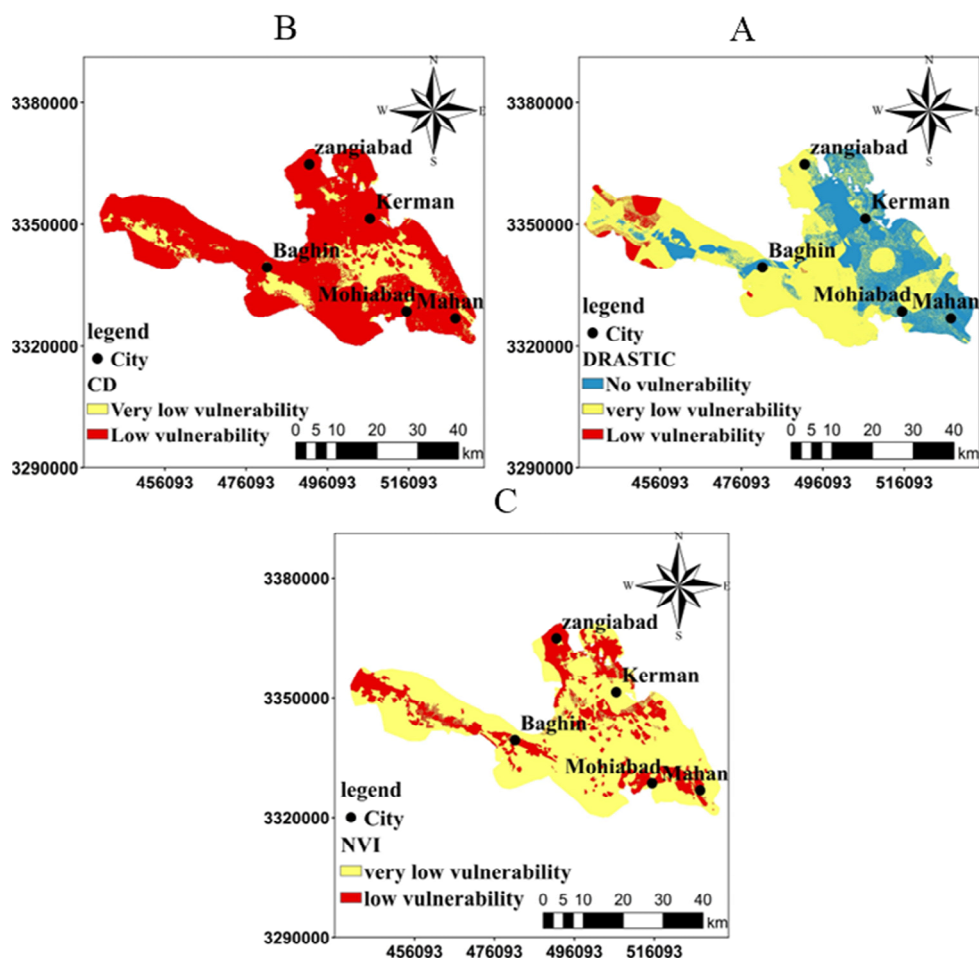 B
3380000
3350000
3320000
3290000
N
W
E
S
zangiabad
Kerman
Baghin
Mohiabad
Mahan
legend
City
CD
Very low vulnerability
Low vulnerability
0 5 10 20 30 40
km
456093 476093 496093 516093
A
3380000
3350000
3320000
3290000
N
W
E
S
zangiabad
Kerman
Baghin
Mohiabad
Mahan
legend
City
DRASTIC
No vulnerability
very low vulnerability
Low vulnerability
0 5 10 20 30 40
km
456093 476093 496093 516093
C
3380000
3350000
3320000
3290000
N
W
E
S
zangiabad
Kerman
Baghin
Mohiabad
Mahan
legend
City
NVI
very low vulnerability
low vulnerability
0 5 10 20 30 40
km
456093 476093 496093 516093